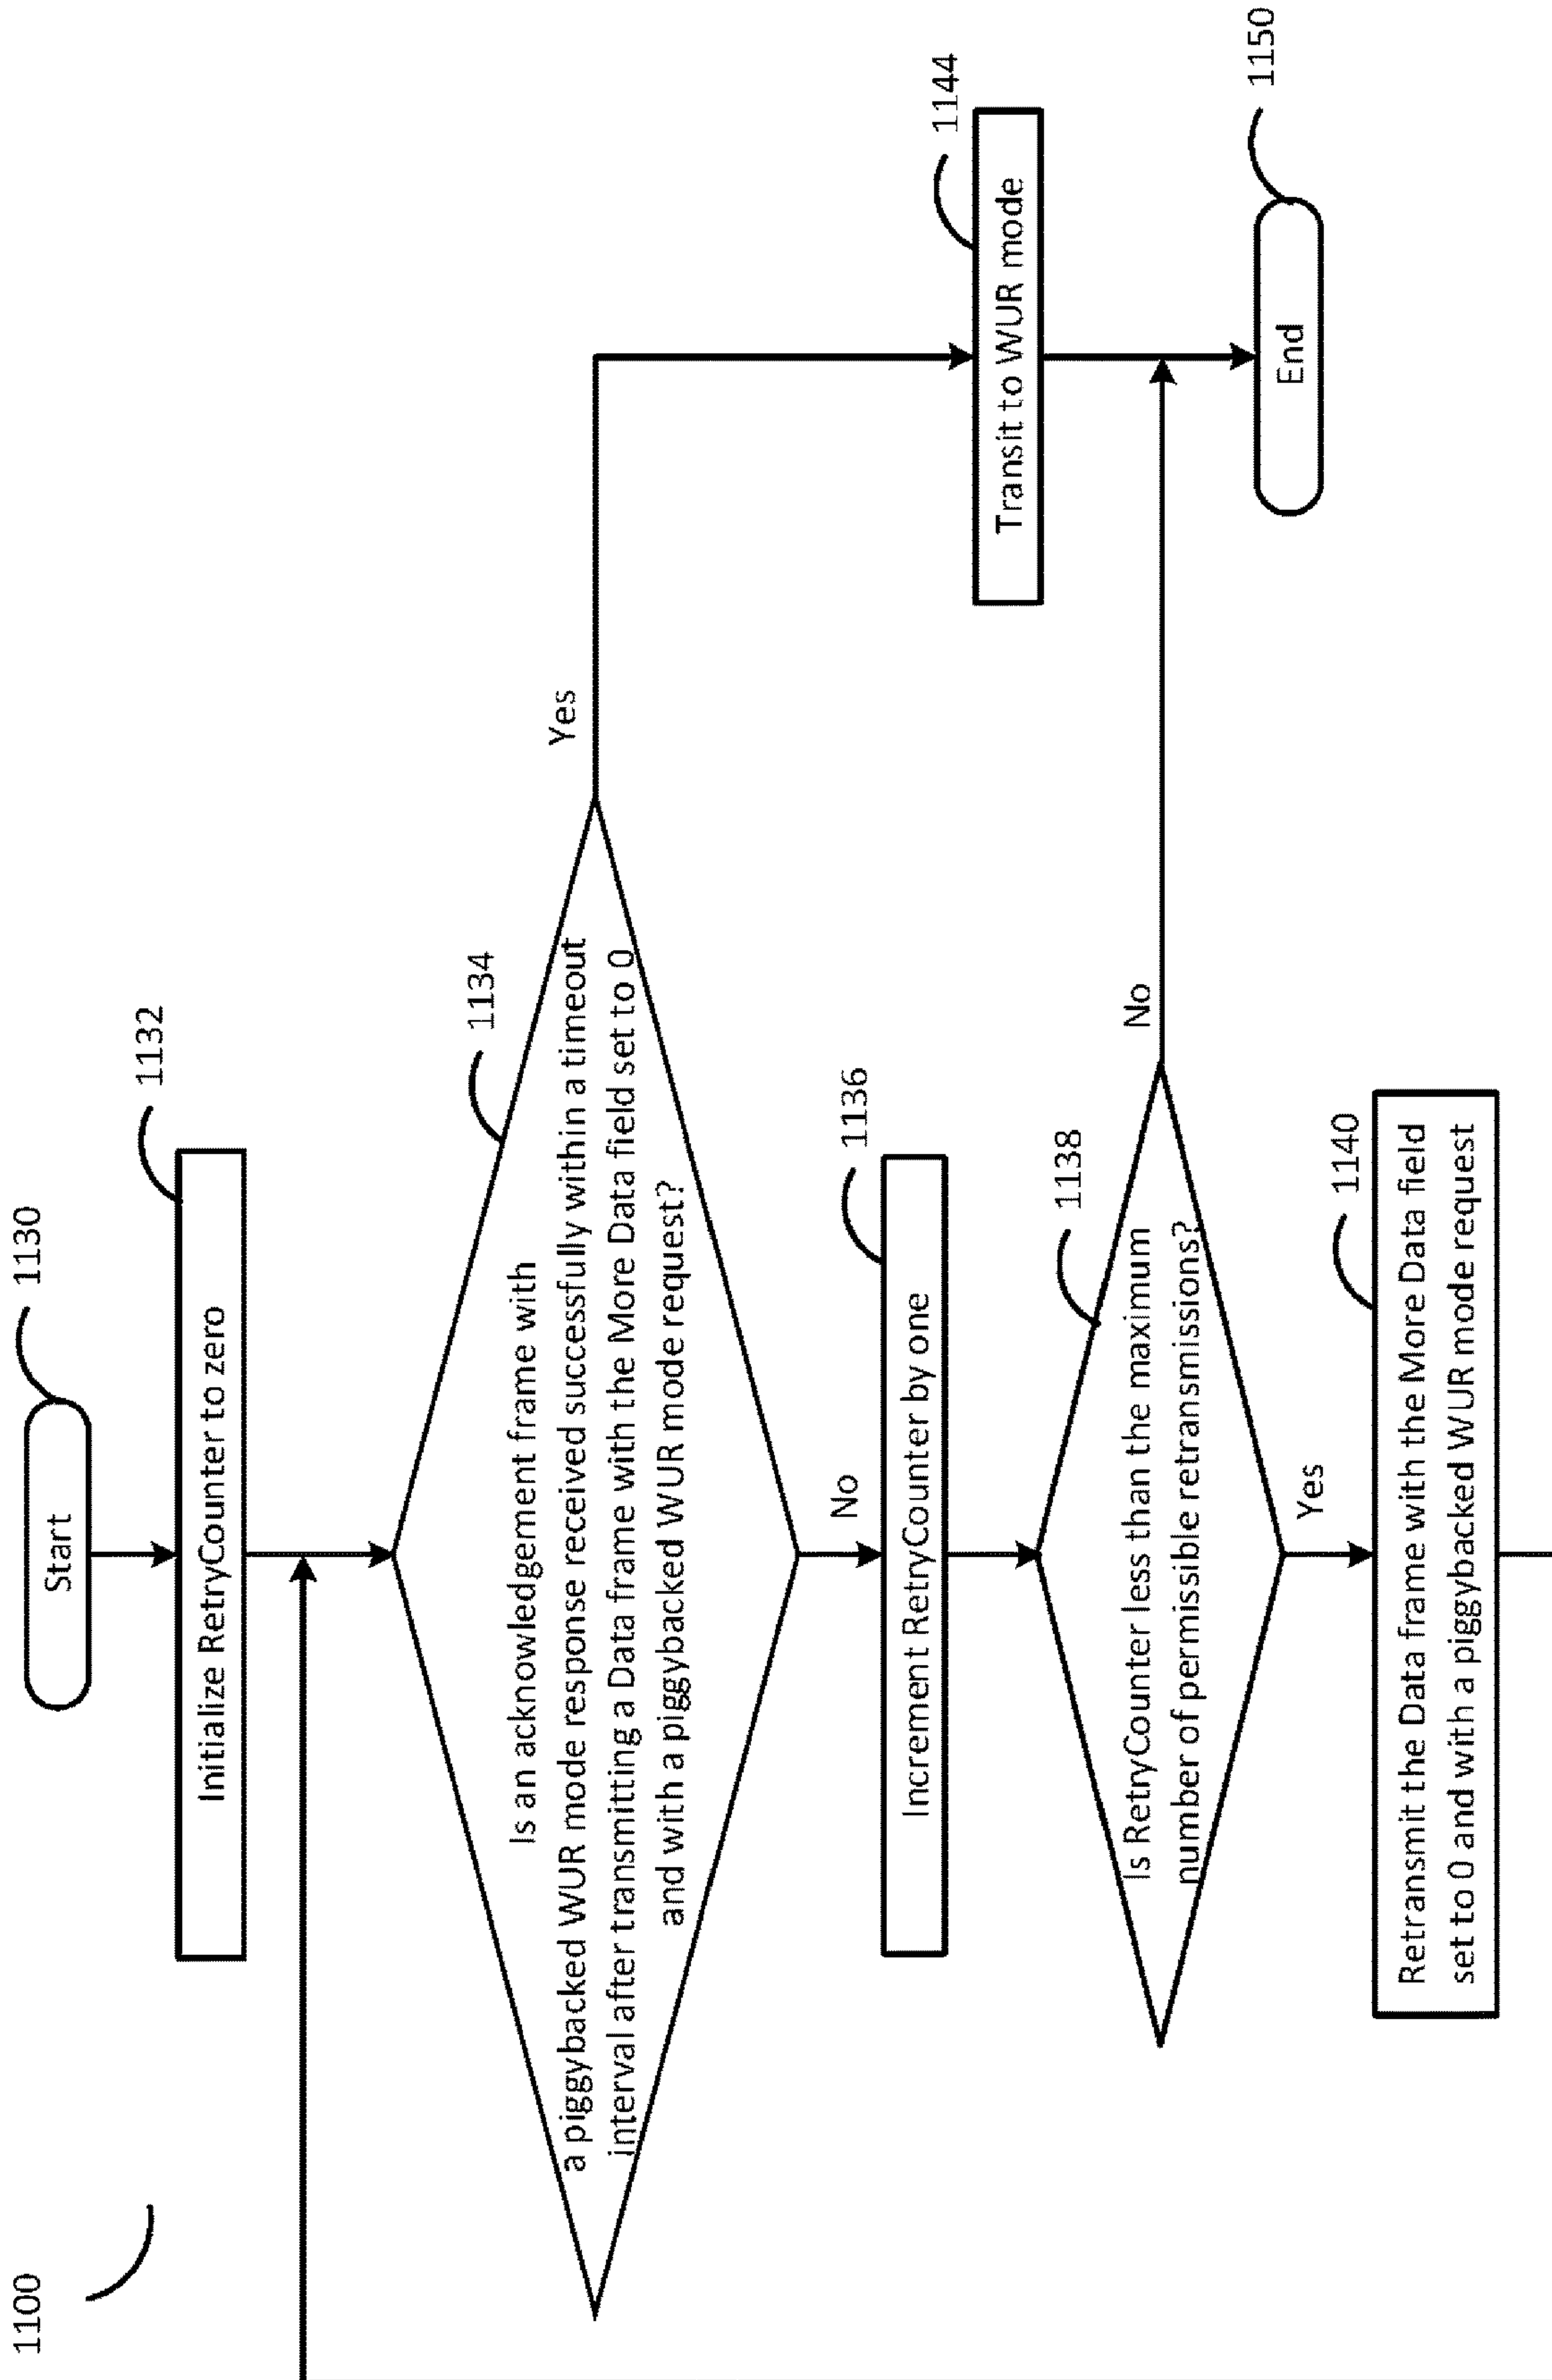 1100
Start
1130
Initialize RetryCounter to zero
1132
Is an acknowledgement frame with
a piggybacked WUR mode response received successfully within a timeout
interval after transmitting a Data frame with the More Data field set to 0
and with a piggybacked WUR mode request?
1134
Yes
No
Increment RetryCounter by one
1136
Is RetryCounter less than the maximum
number of permissible retransmissions?
1138
No
Yes
Retransmit the Data frame with the More Data field
set to 0 and with a piggybacked WUR mode request
1140
Transit to WUR mode
1144
End
1150